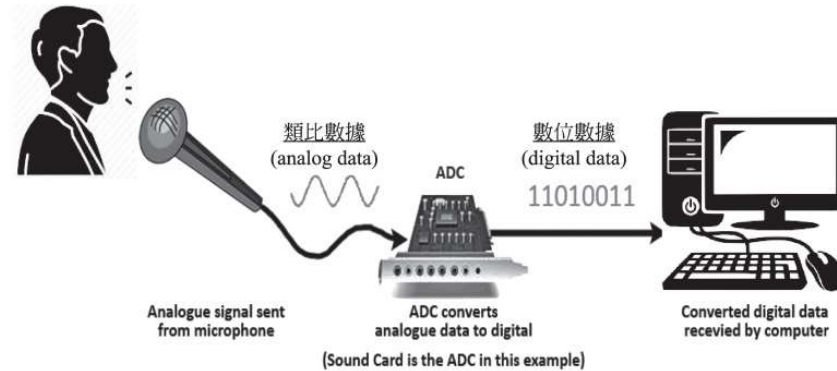 類比數據
(analog data)
ADC
數位數據
(digital data)
11010011
Analogue signal sent
from microphone
ADC converts
analogue data to digital
(Sound Card is the ADC in this example)
Converted digital data
recevied by computer